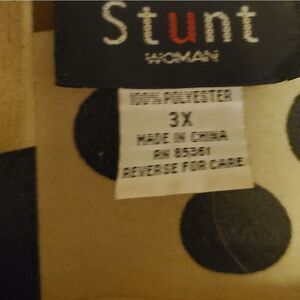 Stunt
WOMAN
100% POLYESTER
3X
MADE IN CHINA
RN 85361
REVERSE FOR CARE